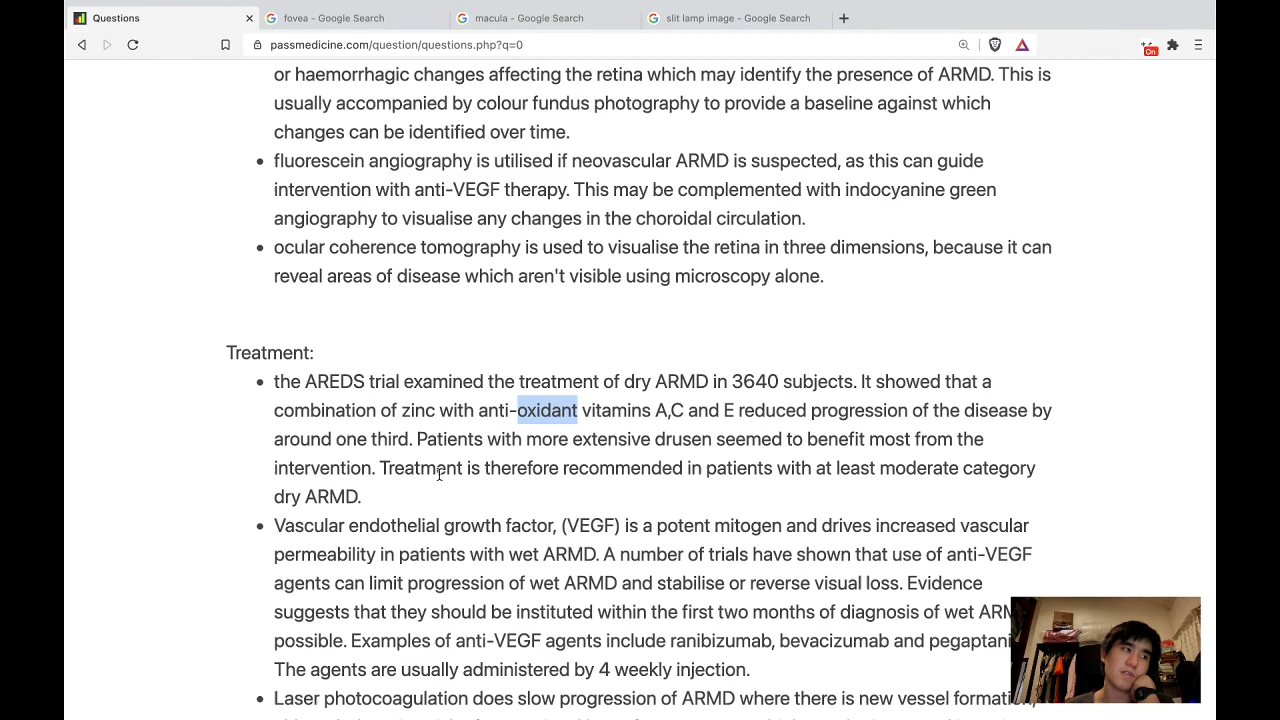 Questions
fovea - Google Search
macula - Google Search
slit lamp image - Google Search
passmedicine.com/question/questions.php?q=0
On
or haemorrhagic changes affecting the retina which may identify the presence of ARMD. This is
usually accompanied by colour fundus photography to provide a baseline against which
changes can be identified over time.
fluorescein angiography is utilised if neovascular ARMD is suspected, as this can guide
intervention with anti-VEGF therapy. This may be complemented with indocyanine green
angiography to visualise any changes in the choroidal circulation.
ocular coherence tomography is used to visualise the retina in three dimensions, because it can
reveal areas of disease which aren't visible using microscopy alone.
Treatment:
the AREDS trial examined the treatment of dry ARMD in 3640 subjects. It showed that a
combination of zinc with anti-oxidant vitamins A,C and E reduced progression of the disease by
around one third. Patients with more extensive drusen seemed to benefit most from the
intervention. Treatment is therefore recommended in patients with at least moderate category
dry ARMD.
Vascular endothelial growth factor, (VEGF) is a potent mitogen and drives increased vascular
permeability in patients with wet ARMD. A number of trials have shown that use of anti-VEGF
agents can limit progression of wet ARMD and stabilise or reverse visual loss. Evidence
suggests that they should be instituted within the first two months of diagnosis of wet
possible. Examples of anti-VEGF agents include ranibizumab, bevacizumab and
The agents are usually administered by 4 weekly injection.
Laser photocoagulation does slow progression of ARMD where there is new vessel formation,